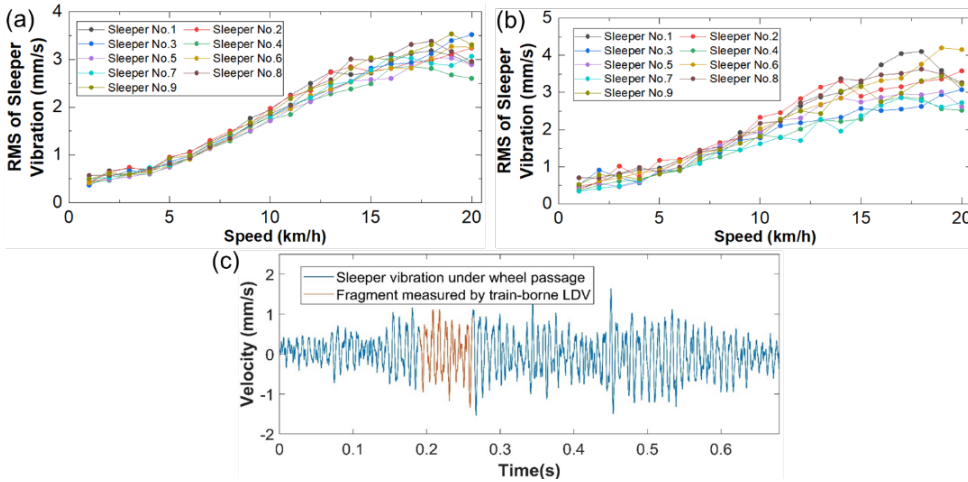 (a)
Sleeper No.1 Sleeper No.2
Sleeper No.3 Sleeper No.4
Sleeper No.5 Sleeper No.6
Sleeper No.7 Sleeper No.8
Sleeper No.9
RMS of Sleeper
Vibration (mm/s)
4
3
2
1
0
0 5 10 15 20
Speed (km/h)
(b)
Sleeper No.1 Sleeper No.2
Sleeper No.3 Sleeper No.4
Sleeper No.5 Sleeper No.6
Sleeper No.7 Sleeper No.8
Sleeper No.9
RMS of Sleeper
Vibration (mm/s)
5
4
3
2
1
0
0 5 10 15 20
Speed (km/h)
(c)
Sleeper vibration under wheel passage
Fragment measured by train-borne LDV
Velocity (mm/s)
2
1
0
-1
-2
0 0.1 0.2 0.3 0.4 0.5 0.6
Time(s)